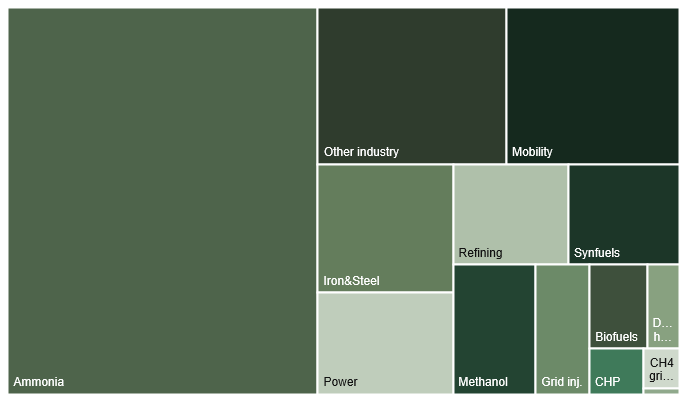 Ammonia
Other industry
Mobility
Iron&Steel
Power
Refining
Synfuels
Methanol
Grid inj.
Biofuels
D...
h...
CHP
CH4
gri...